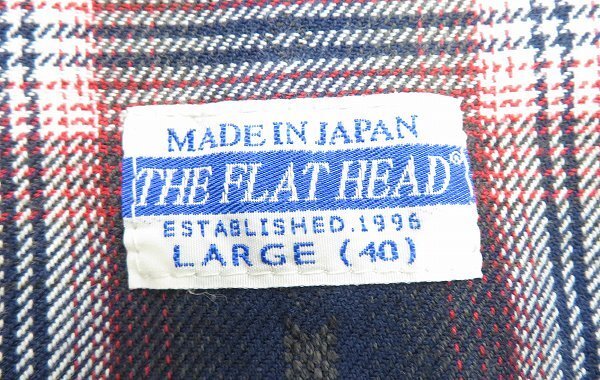 MADE IN JAPAN
THE FLAT HEAD®
ESTABLISHED.1996
LARGE (40)